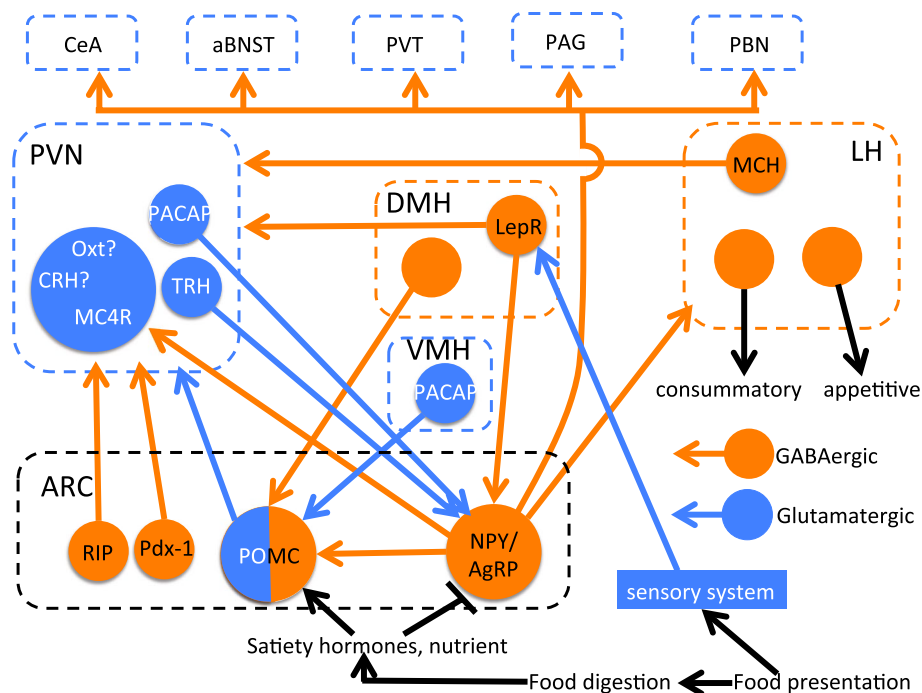 CeA
aBNST
PVT
PAG
PBN
PVN
PACAP
Oxt?
CRH?
MC4R
TRH
DMH
LepR
VMH
PACAP
MCH
LH
consummatory
appetitive
GABAergic
Glutamatergic
ARC
RIP
Pdx-1
POMC
NPY/
AgRP
sensory system
Satiety hormones, nutrient
Food digestion
Food presentation